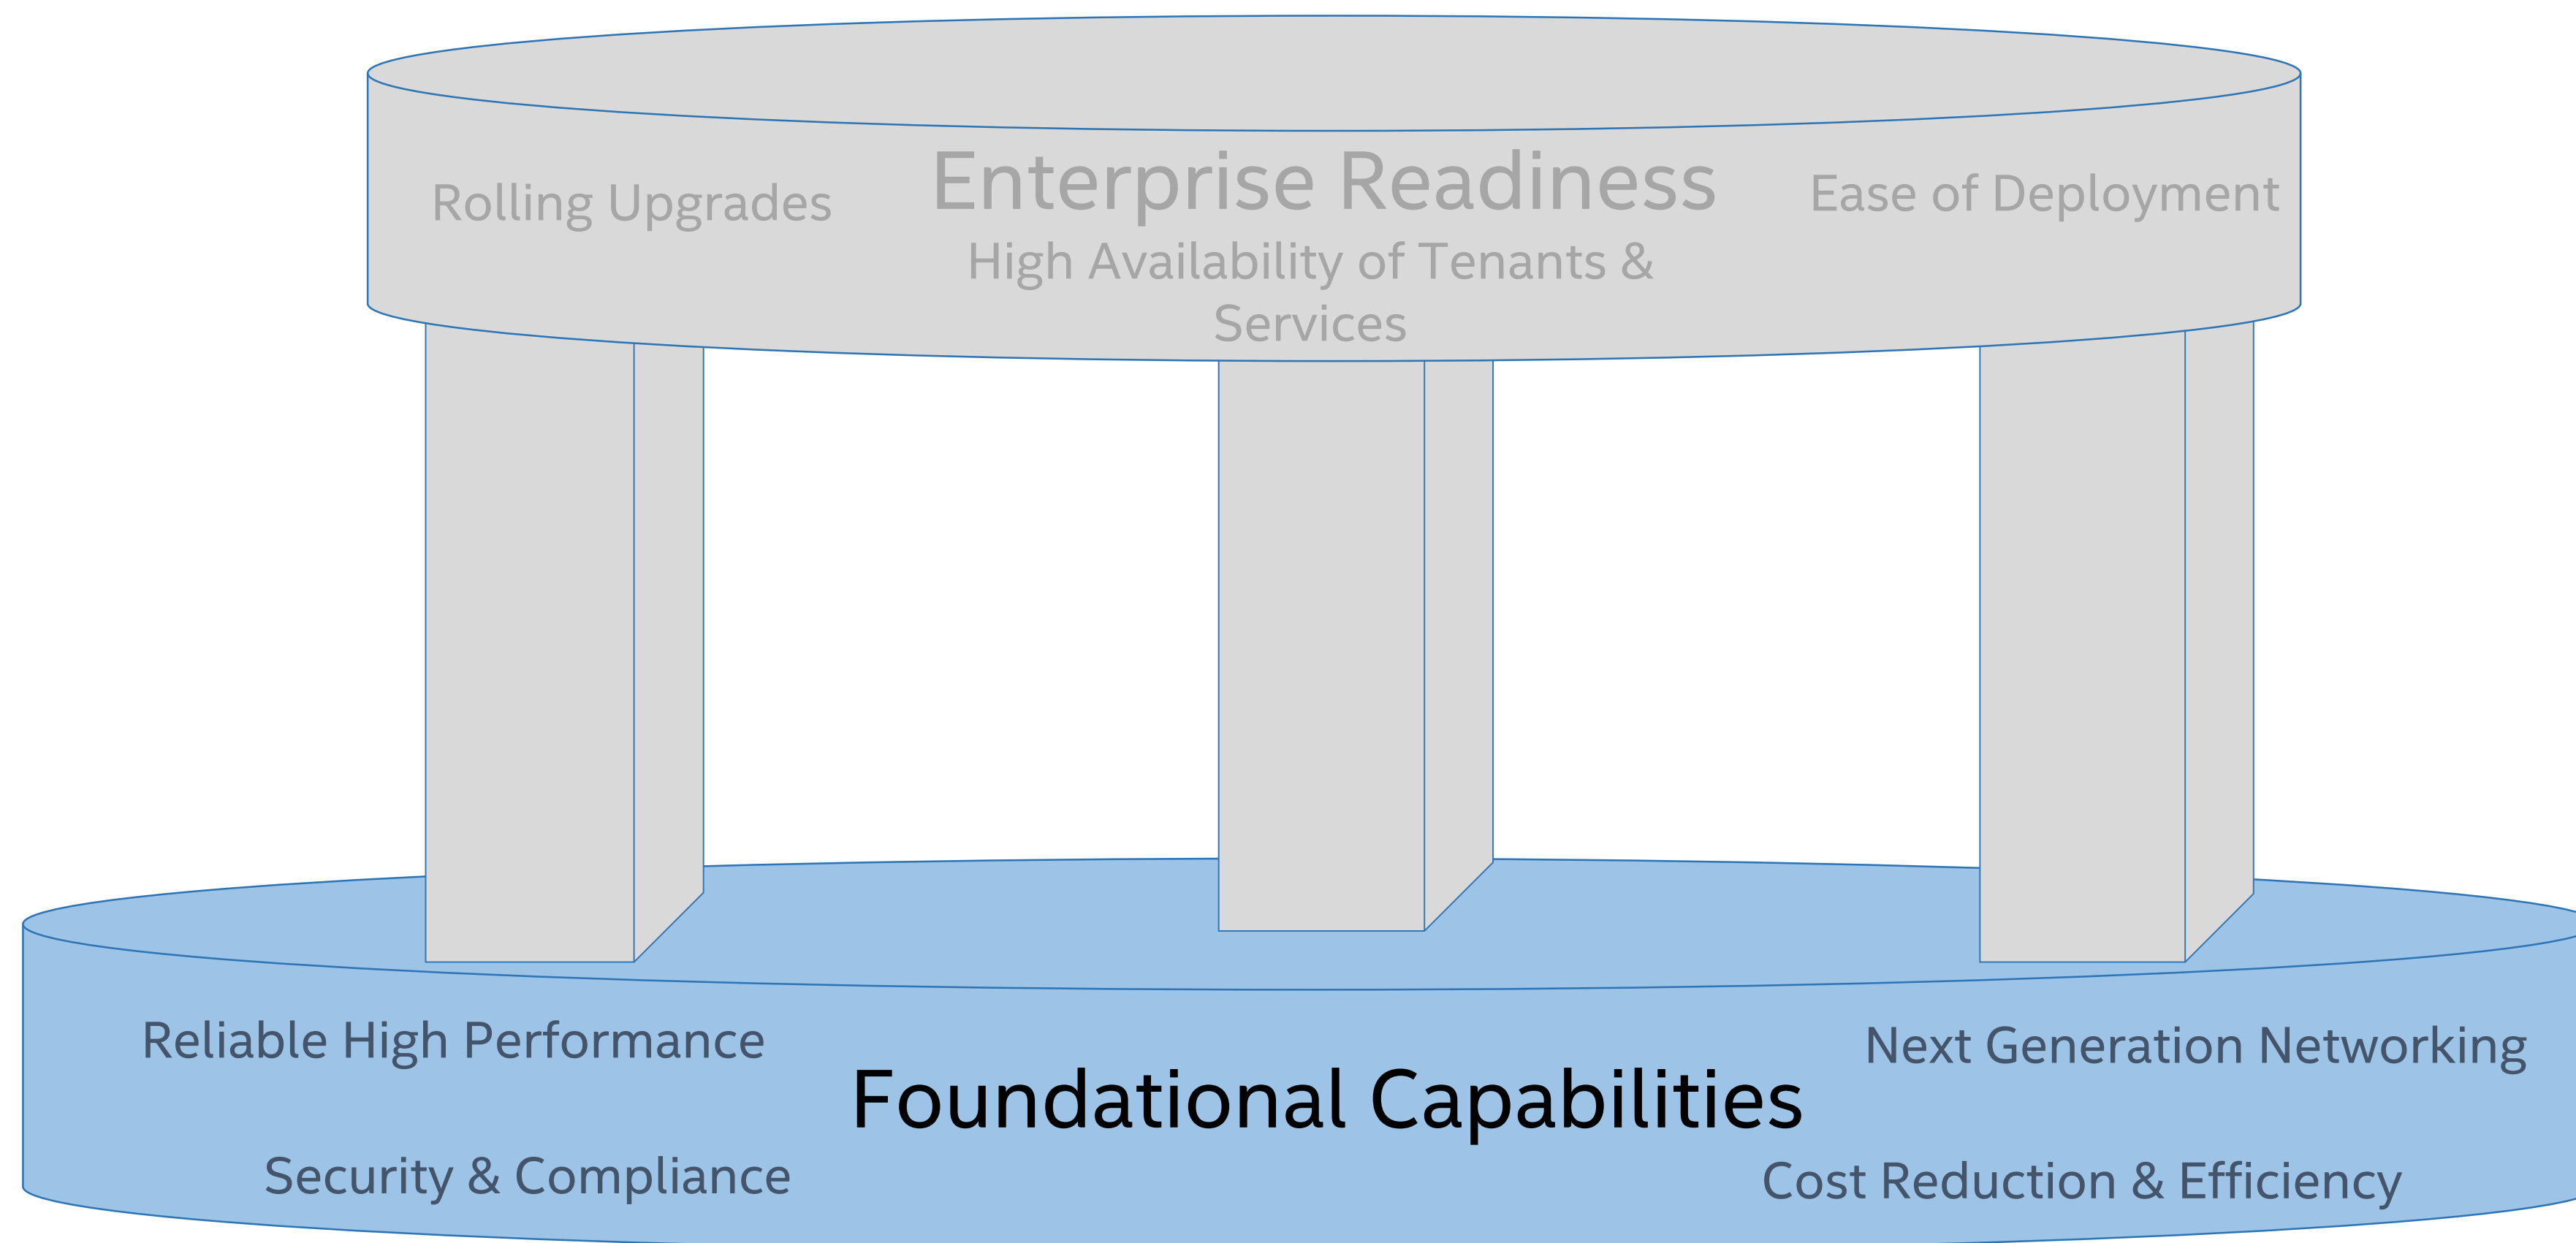 Rolling Upgrades
Enterprise Readiness
Ease of Deployment
High Availability of Tenants &
Services
Reliable High Performance
Next Generation Networking
Foundational Capabilities
Security & Compliance
Cost Reduction & Efficiency